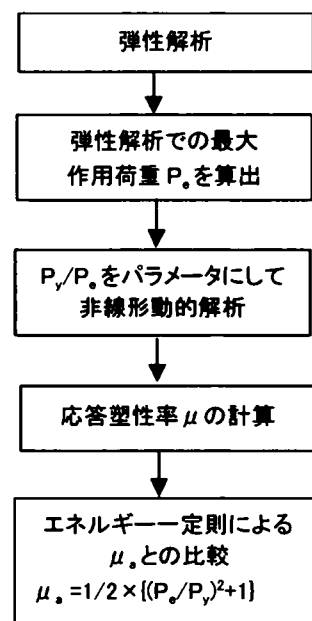 弾性解析
弾性解析での最大
作用荷重 Pₑを算出
Pᵧ/Pₑをパラメータにして
非線形動的解析
応答塑性率μの計算
エネルギー一定則による
μₐとの比較
μₐ=1/2×{(Pₑ/Pᵧ)²+1}